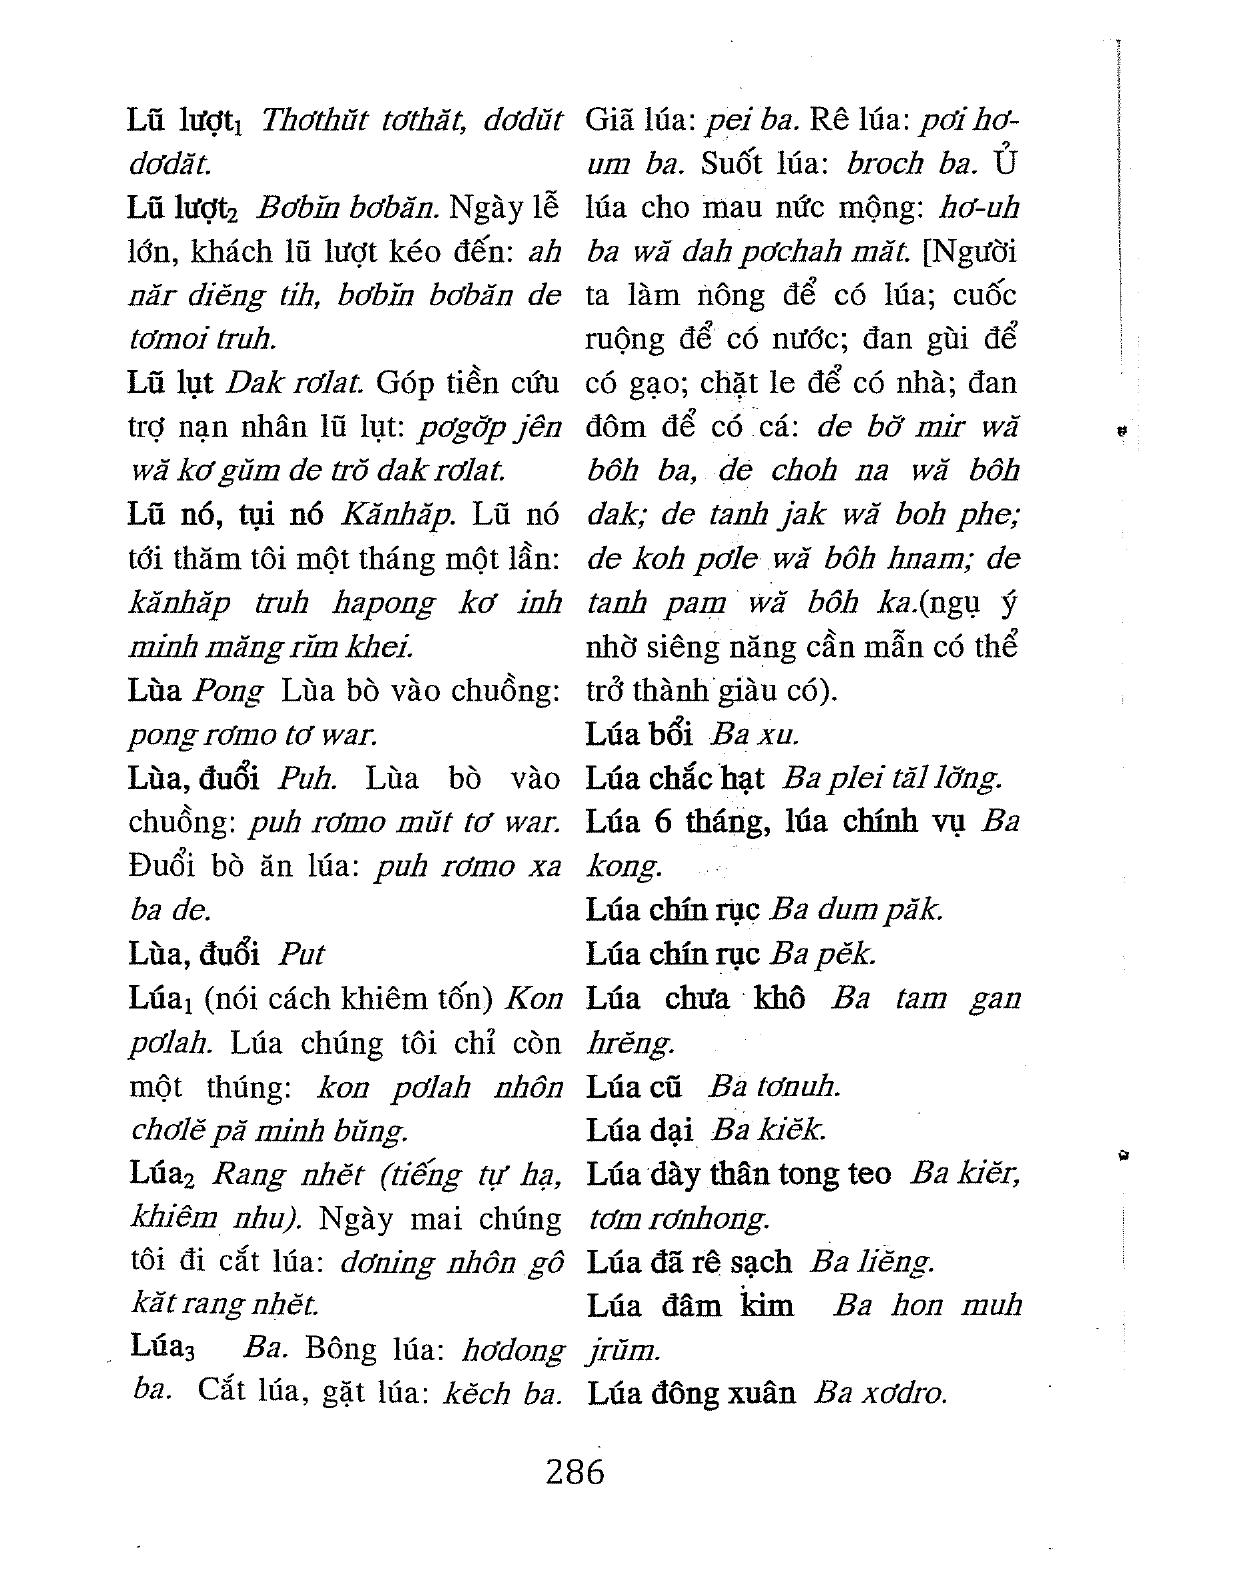 Lũ lượt₁ Thơthŭt tơthăt, dơdŭt
dơdăt.
Lũ lượt₂ Bơbĭn bơbăn. Ngày lễ
lớn, khách lũ lượt kéo đến: ah
năr diĕng tih, bơbĭn bơbăn de
tơmoi truh.
Lũ lụt Dak rơlat. Góp tiền cứu
trợ nạn nhân lũ lụt: pơgơ̆p jên
wă kơ gŭm de trŏ dak rơlat.
Lũ nó, tụi nó Kănhăp. Lũ nó
tới thăm tôi một tháng một lần:
kănhăp truh hapong kơ inh
minh măng rĭm khei.
Lùa Pong Lùa bò vào chuồng:
pong rơmo tơ war.
Lùa, đuổi Puh. Lùa bò vào
chuồng: puh rơmo mŭt tơ war.
Đuổi bò ăn lúa: puh rơmo xa
ba de.
Lùa, đuổi Put
Lúa₁ (nói cách khiêm tốn) Kon
pơlah. Lúa chúng tôi chỉ còn
một thúng: kon pơlah nhôn
chơlĕ pă minh bŭng.
Lúa₂ Rang nhĕt (tiếng tự hạ,
khiêm nhu). Ngày mai chúng
tôi đi cắt lúa: dơning nhôn gô
kăt rang nhĕt.
Lúa₃ Ba. Bông lúa: hơdong
ba. Cắt lúa, gặt lúa: kĕch ba.
Giã lúa: pei ba. Rê lúa: pơi hơ-
um ba. Suốt lúa: broch ba. Ủ
lúa cho mau nức mộng: hơ-uh
ba wă dah pơchah măt. [Người
ta làm nông để có lúa; cuốc
ruộng để có nước; đan gùi để
có gạo; chặt le để có nhà; đan
đôm để có cá: de bơ̆ mir wă
bôh ba, de choh na wă bôh
dak; de tanh jak wă boh phe;
de koh pơle wă bôh hnam; de
tanh pam wă bôh ka.(ngụ ý
nhờ siêng năng cần mẫn có thể
trở thành giàu có).
Lúa bổi Ba xu.
Lúa chắc hạt Ba plei tăl lơ̆ng.
Lúa 6 tháng, lúa chính vụ Ba
kong.
Lúa chín rục Ba dum păk.
Lúa chín rục Ba pĕk.
Lúa chưa khô Ba tam gan
hrĕng.
Lúa cũ Ba tơnuh.
Lúa dại Ba kiĕk.
Lúa dày thân tong teo Ba kiĕr,
tơm rơnhong.
Lúa đã rê sạch Ba liĕng.
Lúa đâm kim Ba hon muh
jrŭm.
Lúa đông xuân Ba xơdro.
286